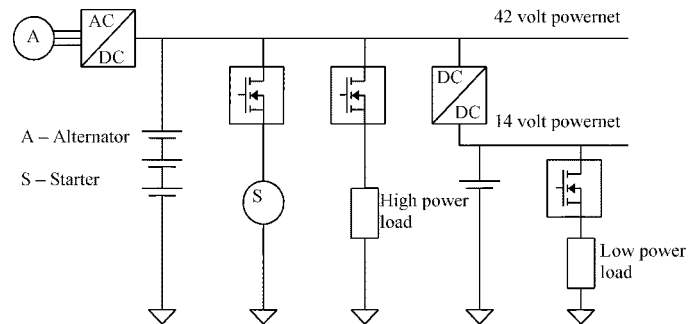 42 volt powernet
A
AC
DC
DC
DC
14 volt powernet
A – Alternator
S – Starter
S
High power
load
Low power
load